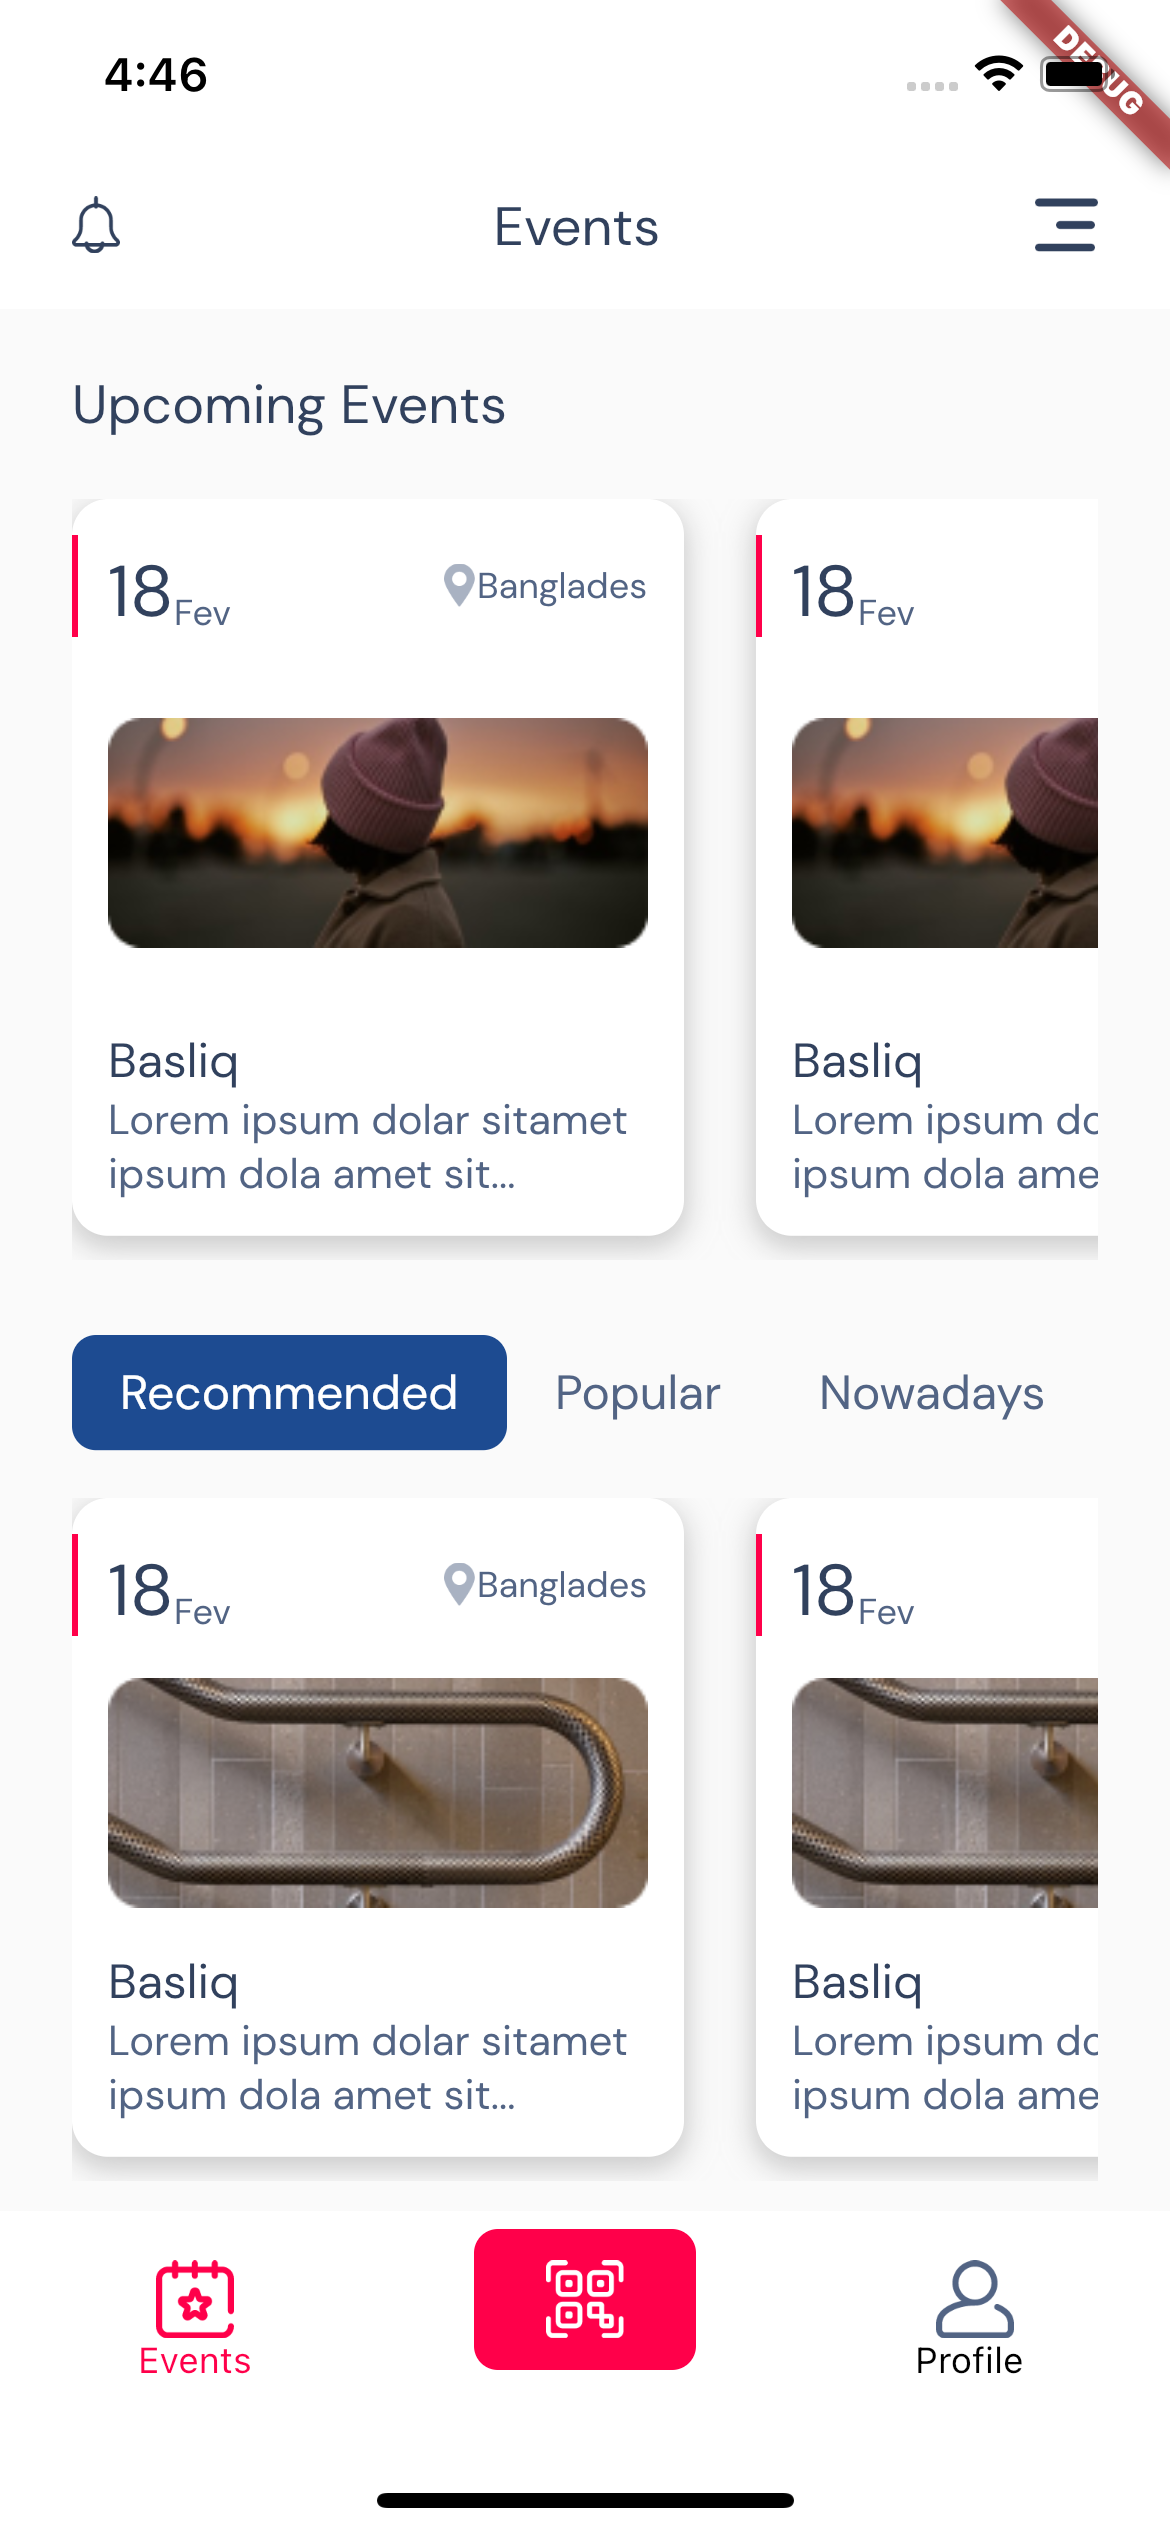 4:46
DEBUG
Events
Upcoming Events
18 Fev
Banglades
18 Fev
Basliq
Lorem ipsum dolar sitamet
ipsum dola amet sit...
Basliq
Lorem ipsum do
ipsum dola ame
Recommended
Popular
Nowadays
18 Fev
Banglades
18 Fev
Basliq
Lorem ipsum dolar sitamet
ipsum dola amet sit...
Basliq
Lorem ipsum do
ipsum dola ame
Events
Profile